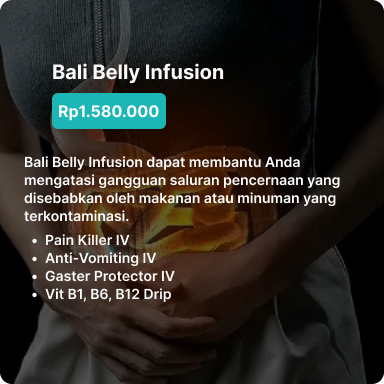 Bali Belly Infusion
Rp1.580.000
Bali Belly Infusion dapat membantu Anda
mengatasi gangguan saluran pencernaan yang
disebabkan oleh makanan atau minuman yang
terkontaminasi.
• Pain Killer IV
• Anti-Vomiting IV
• Gaster Protector IV
• Vit B1, B6, B12 Drip